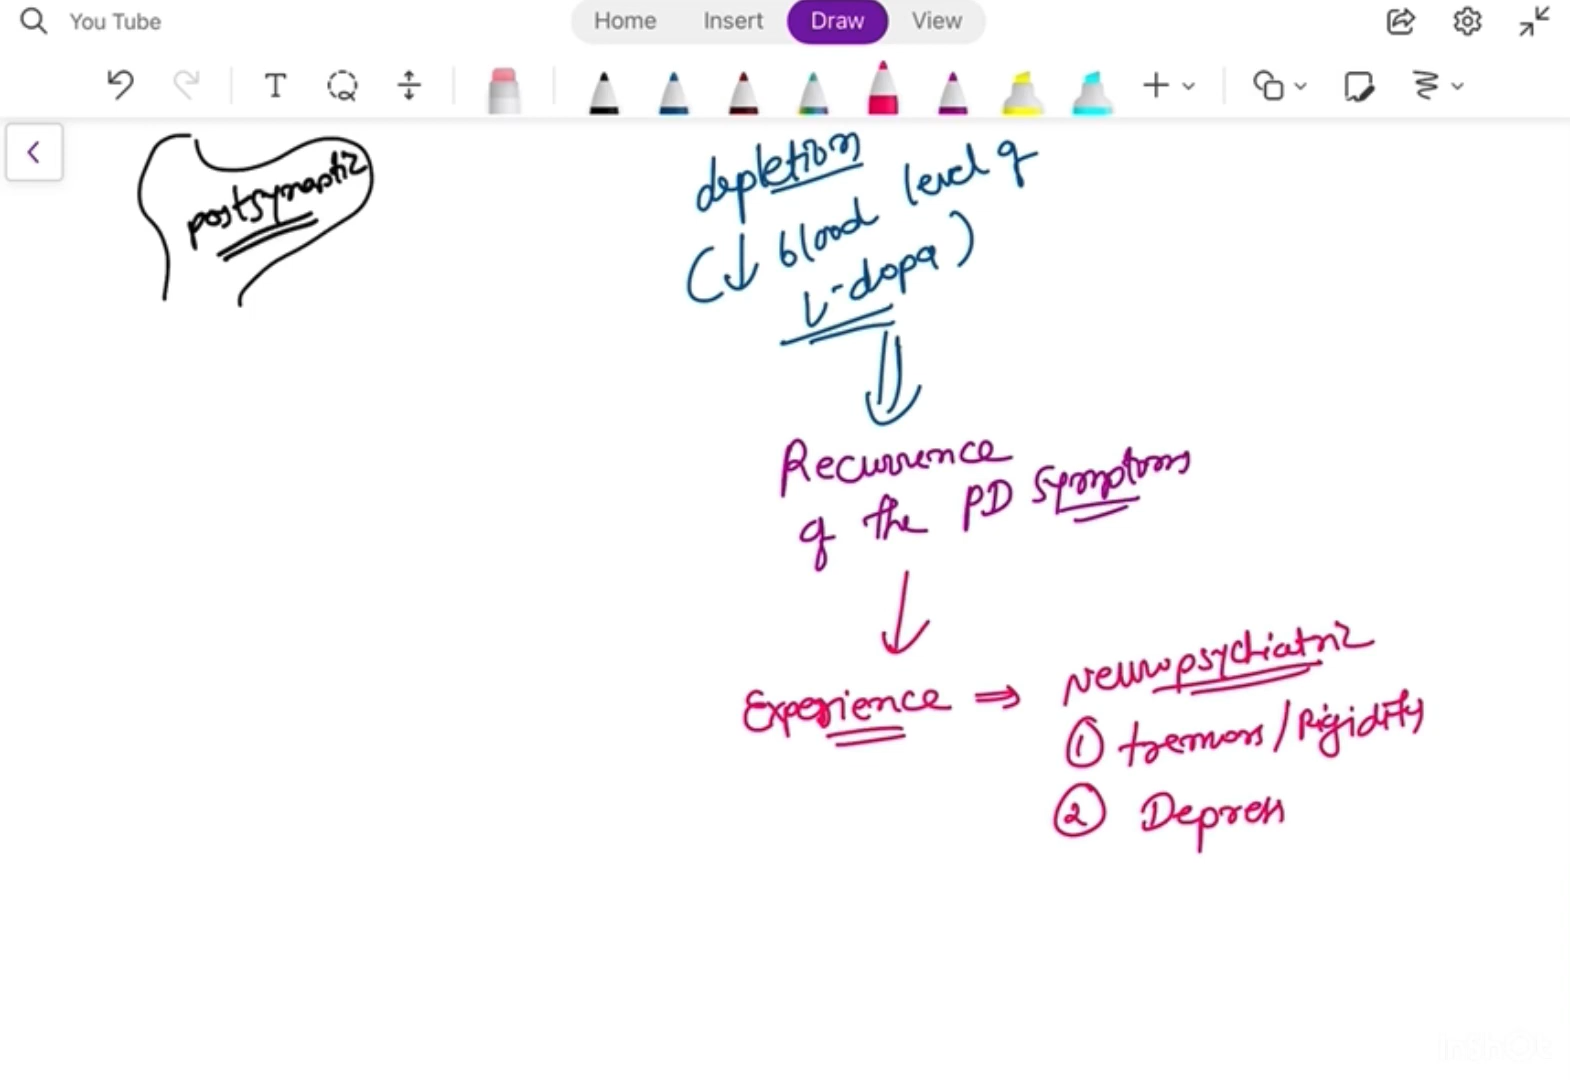 You Tube
Home Insert Draw View
T
postsynaptic
depletion
(↓ blood level of
L-dopa)
Recurrence
of the PD symptoms
Experience ⇒ Neuropsychiatric
① tremors / Rigidity
② Depress